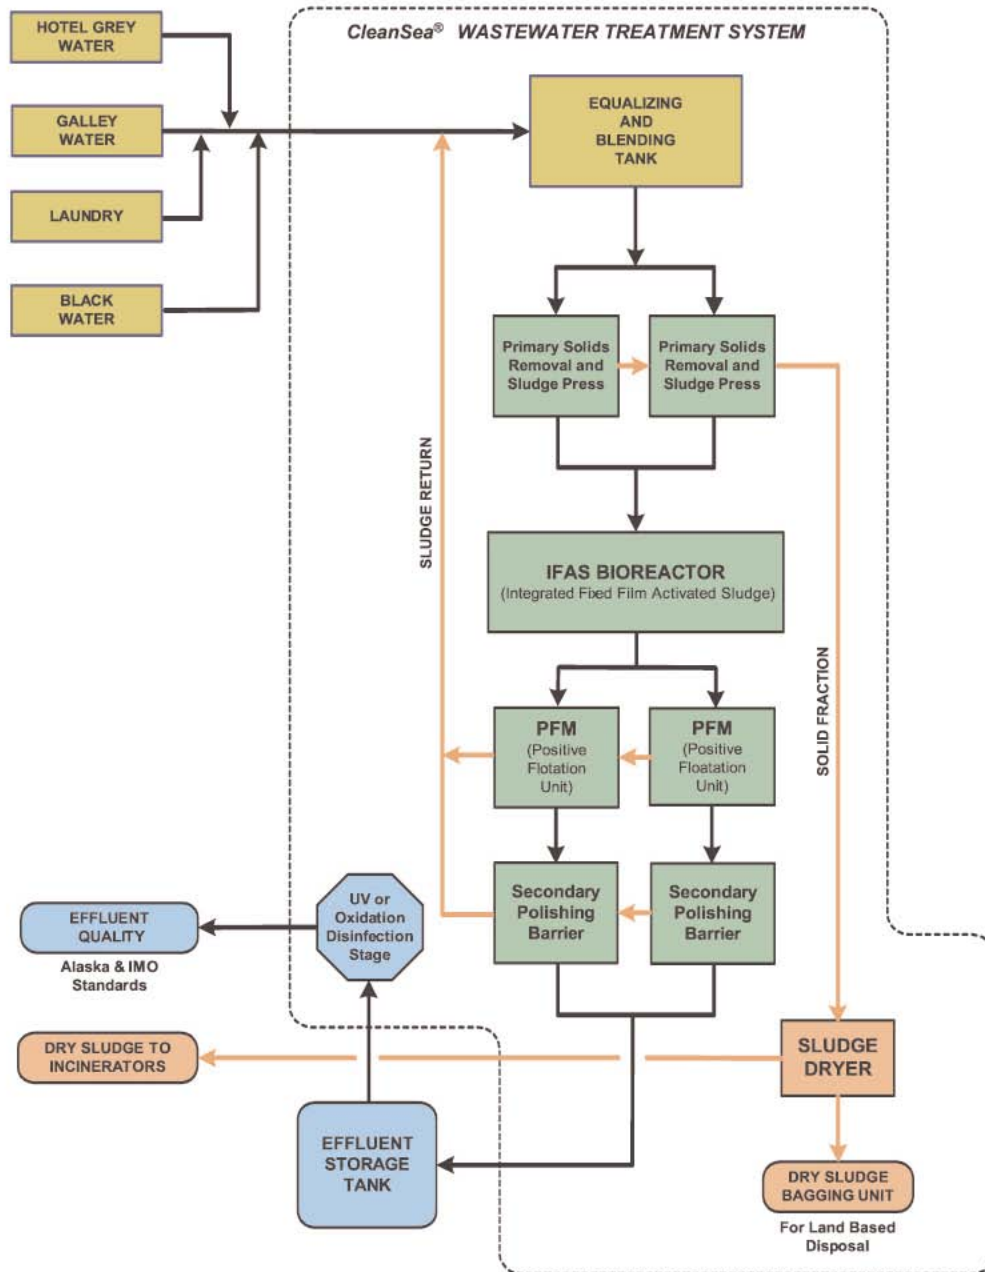 CleanSea® WASTEWATER TREATMENT SYSTEM
HOTEL GREY
WATER
GALLEY
WATER
LAUNDRY
BLACK
WATER
EQUALIZING
AND
BLENDING
TANK
Primary Solids
Removal and
Sludge Press
Primary Solids
Removal and
Sludge Press
SLUDGE RETURN
IFAS BIOREACTOR
(Integrated Fixed Film Activated Sludge)
SOLID FRACTION
PFM
(Positive
Flotation
Unit)
PFM
(Positive
Floatation
Unit)
Secondary
Polishing
Barrier
Secondary
Polishing
Barrier
UV or
Oxidation
Disinfection
Stage
EFFLUENT
QUALITY
Alaska & IMO
Standards
DRY SLUDGE TO
INCINERATORS
SLUDGE
DRYER
EFFLUENT
STORAGE
TANK
DRY SLUDGE
BAGGING UNIT
For Land Based
Disposal